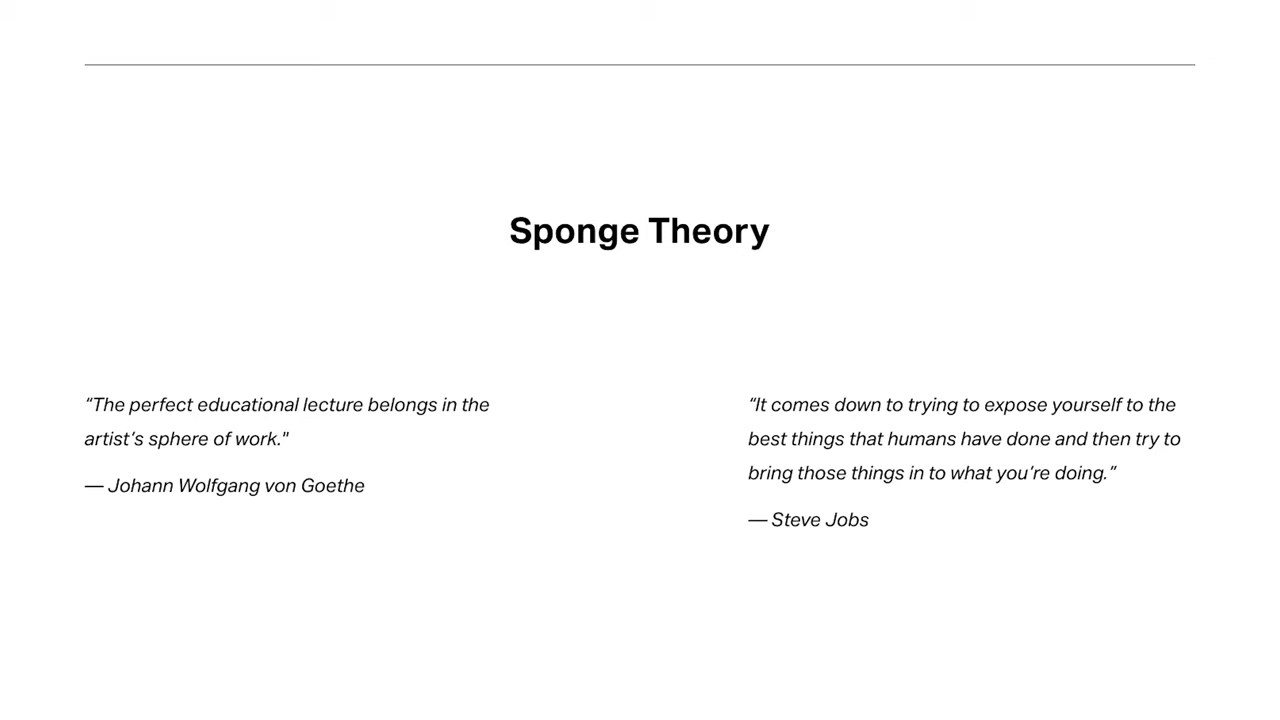 Sponge Theory
“The perfect educational lecture belongs in the
artist’s sphere of work."
— Johann Wolfgang von Goethe
“It comes down to trying to expose yourself to the
best things that humans have done and then try to
bring those things in to what you’re doing.”
— Steve Jobs